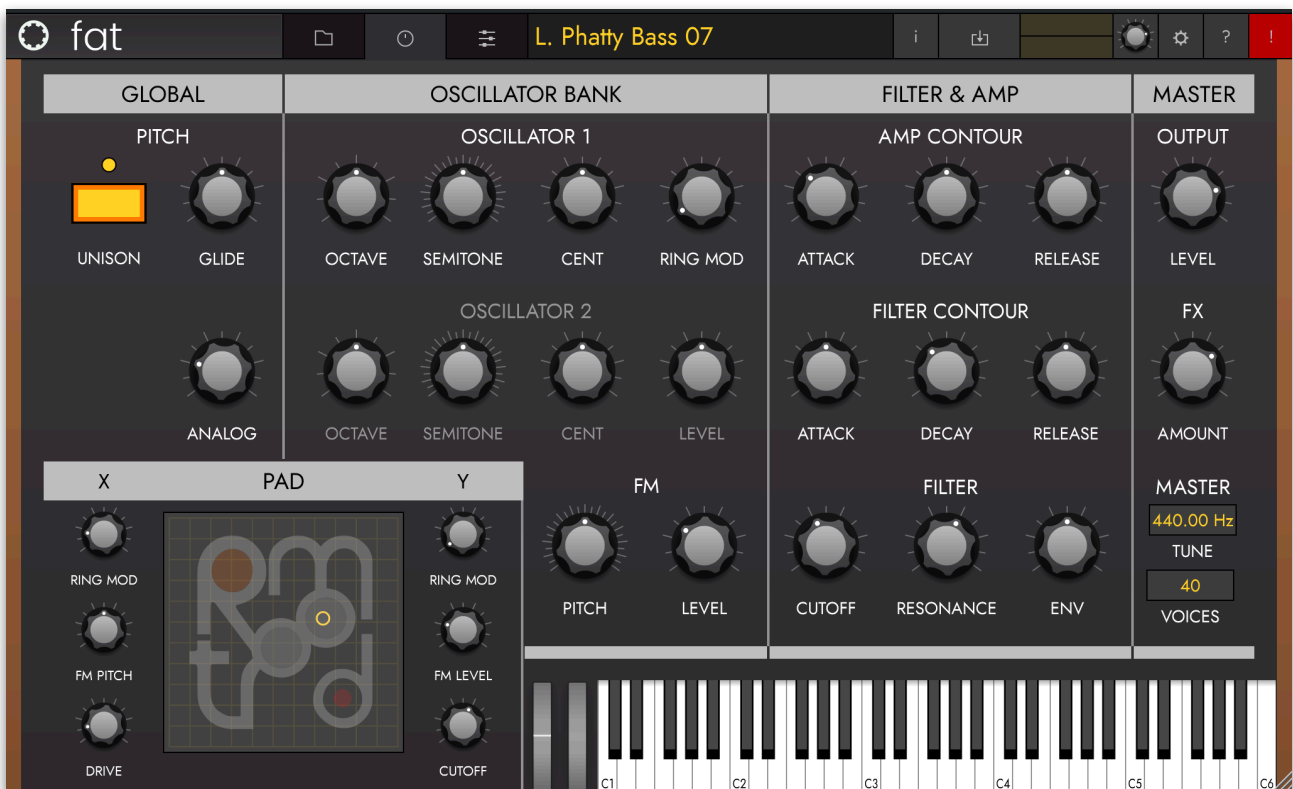 fat
L. Phatty Bass 07
i
?
!
GLOBAL
OSCILLATOR BANK
FILTER & AMP
MASTER
PITCH
OSCILLATOR 1
AMP CONTOUR
OUTPUT
UNISON
GLIDE
OCTAVE
SEMITONE
CENT
RING MOD
ATTACK
DECAY
RELEASE
LEVEL
OSCILLATOR 2
FILTER CONTOUR
FX
ANALOG
OCTAVE
SEMITONE
CENT
LEVEL
ATTACK
DECAY
RELEASE
AMOUNT
X
PAD
Y
FM
FILTER
MASTER
440.00 Hz
TUNE
RING MOD
RING MOD
40
PITCH
LEVEL
CUTOFF
RESONANCE
ENV
VOICES
FM PITCH
FM LEVEL
DRIVE
CUTOFF
C1
C2
C3
C4
C5
C6